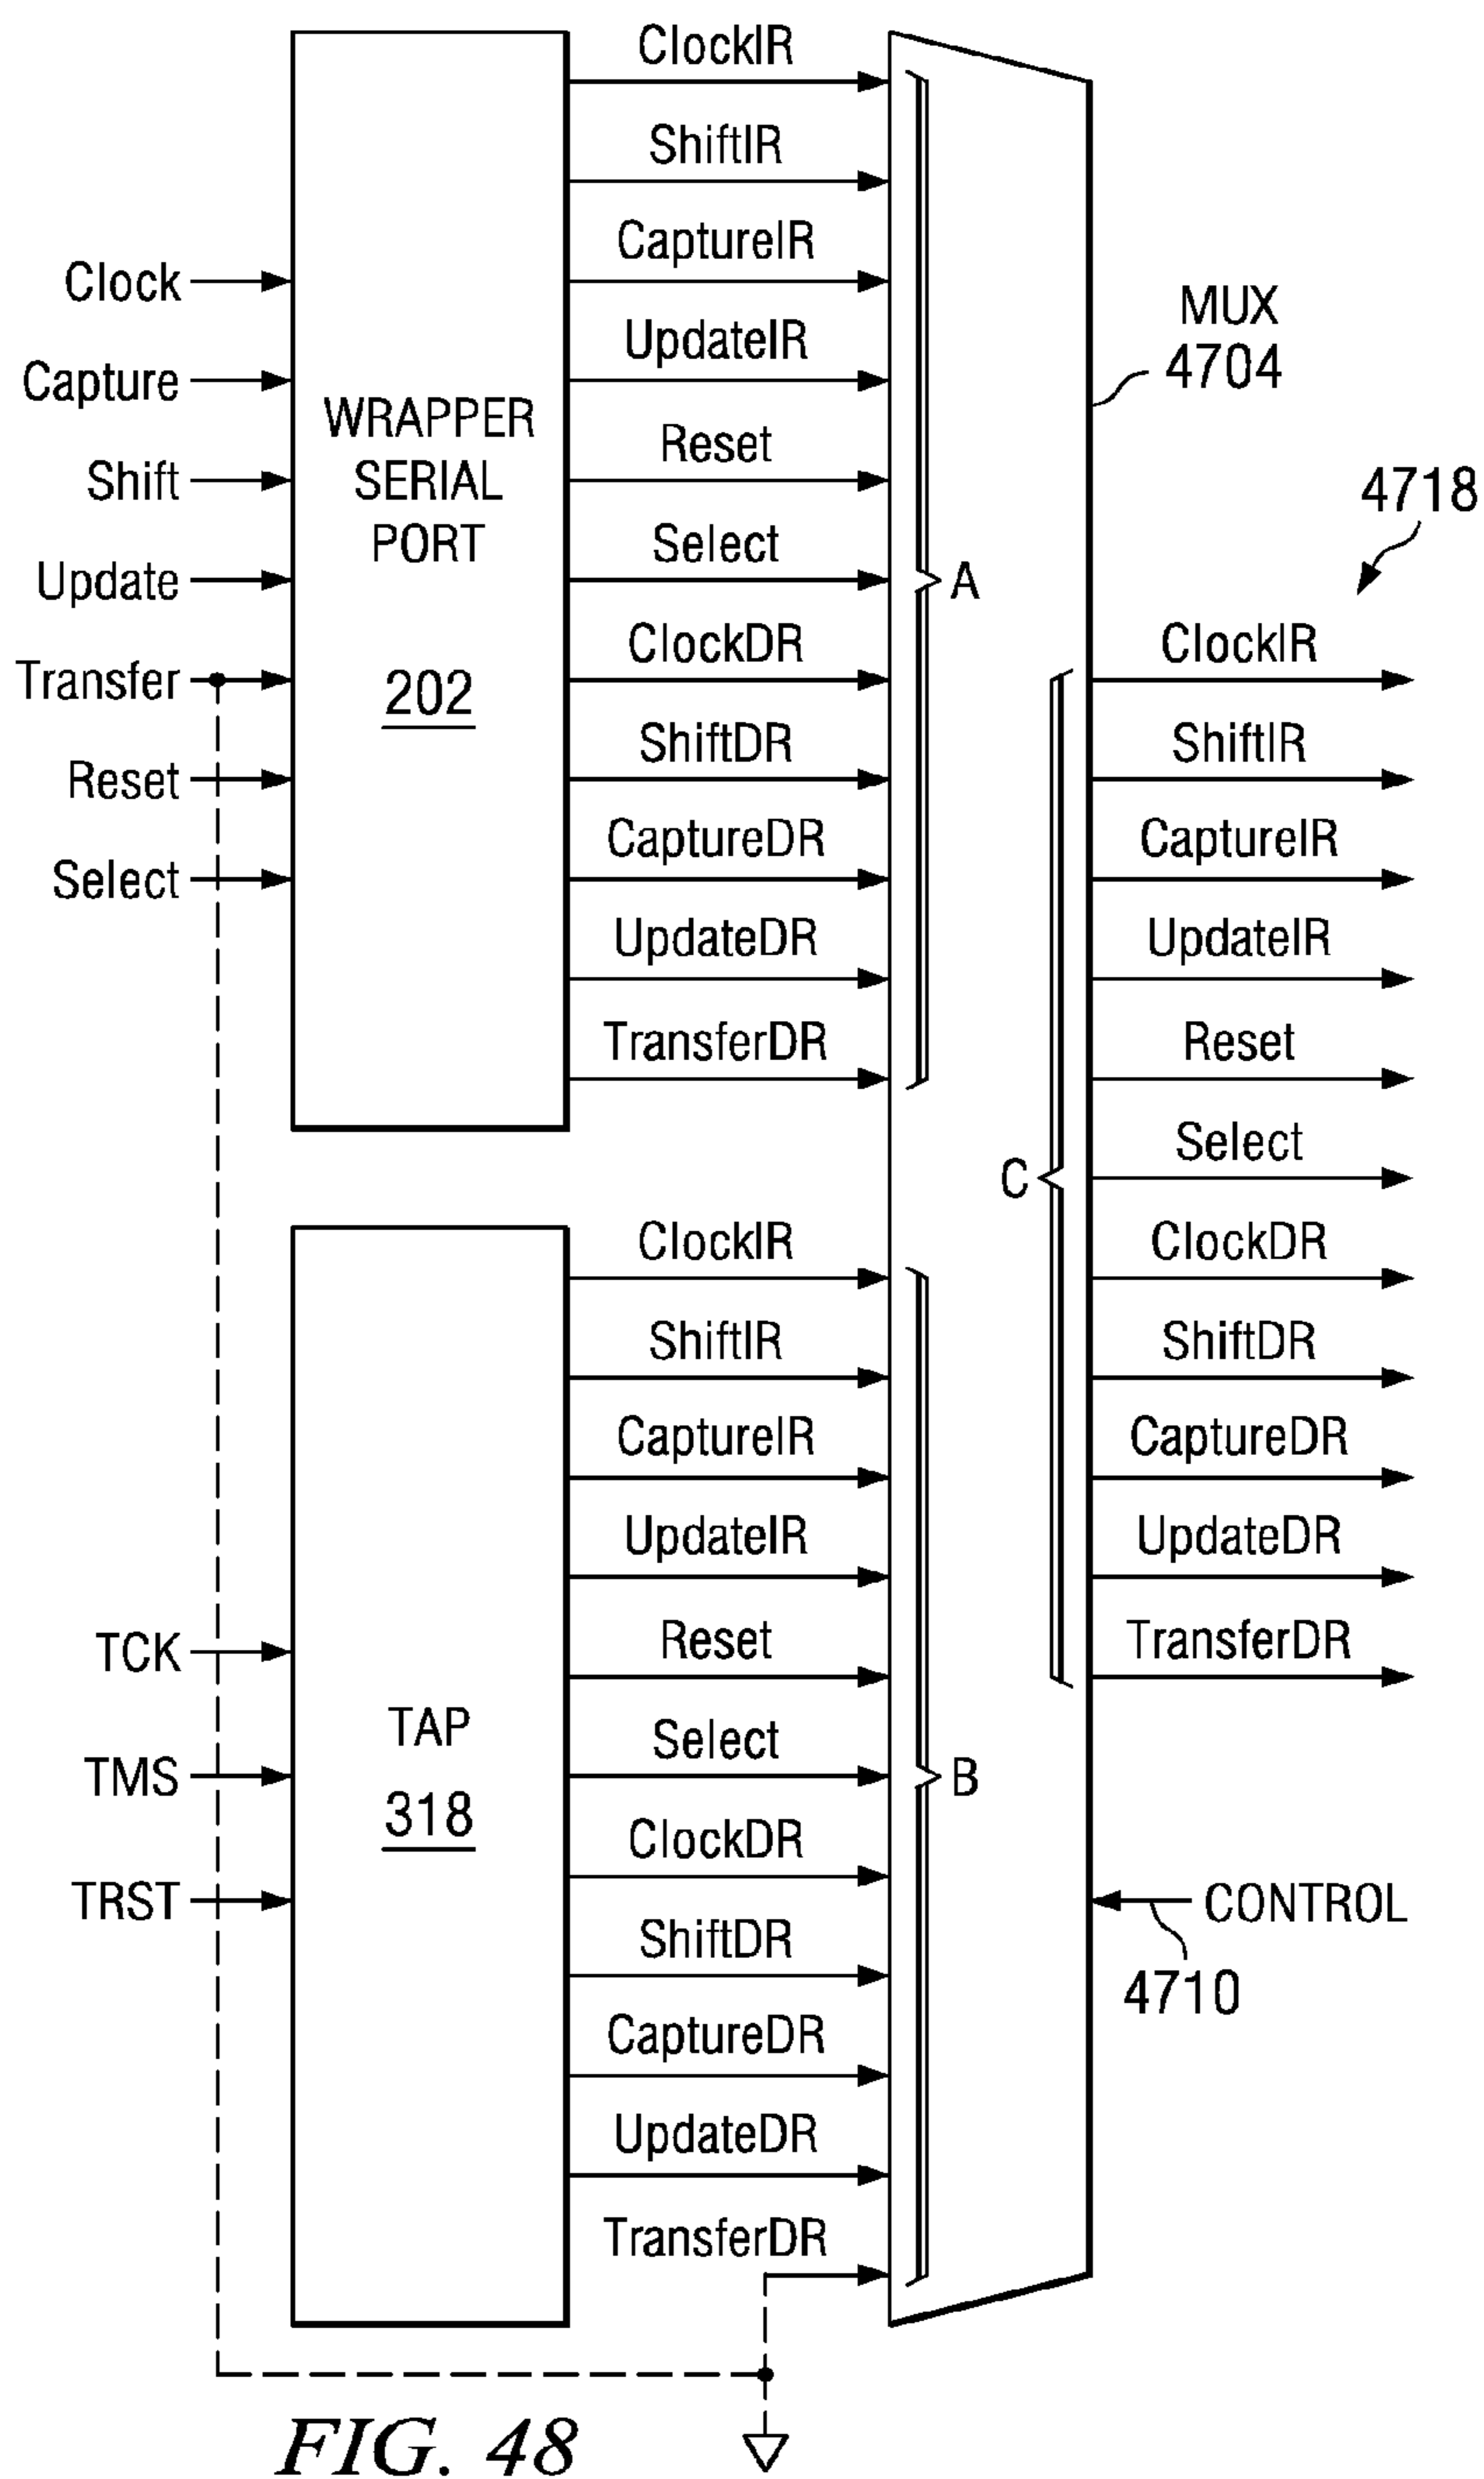 Clock
Capture
Shift
Update
Transfer
Reset
Select
WRAPPER
SERIAL
PORT
202
ClockIR
ShiftIR
CaptureIR
UpdateIR
Reset
Select
ClockDR
ShiftDR
CaptureDR
UpdateDR
TransferDR
A
MUX
4704
4718
TCK
TMS
TRST
TAP
318
ClockIR
ShiftIR
CaptureIR
UpdateIR
Reset
Select
ClockDR
ShiftDR
CaptureDR
UpdateDR
TransferDR
B
C
ClockIR
ShiftIR
CaptureIR
UpdateIR
Reset
Select
ClockDR
ShiftDR
CaptureDR
UpdateDR
TransferDR
CONTROL
4710
FIG. 48